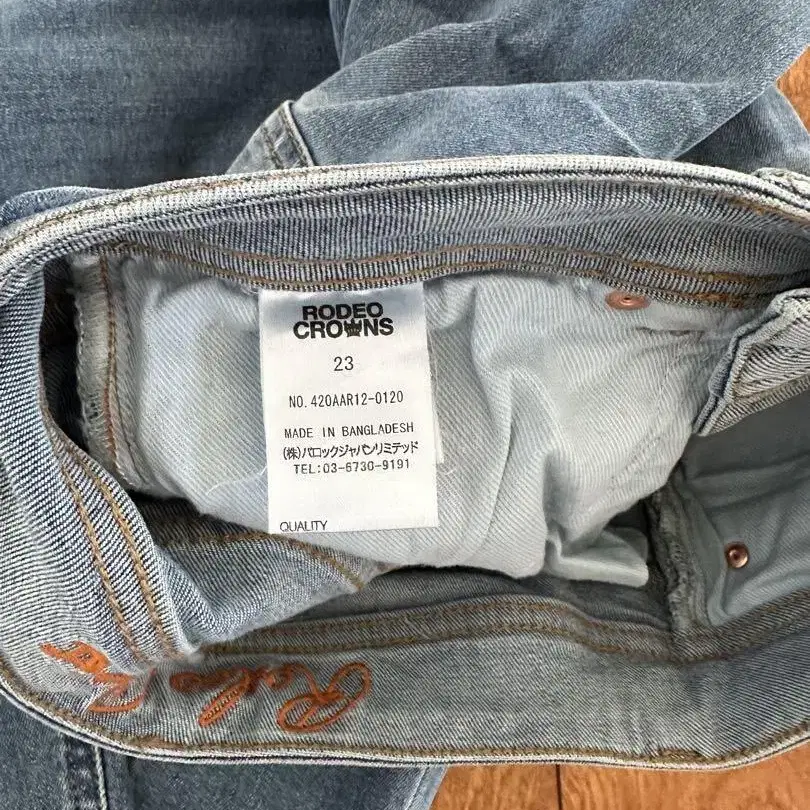 RODEO
CROWNS
23
NO. 420AAR12-0120
MADE IN BANGLADESH
(株)バロックジャパンリミテッド
TEL:03-6730-9191
QUALITY
Rodeo